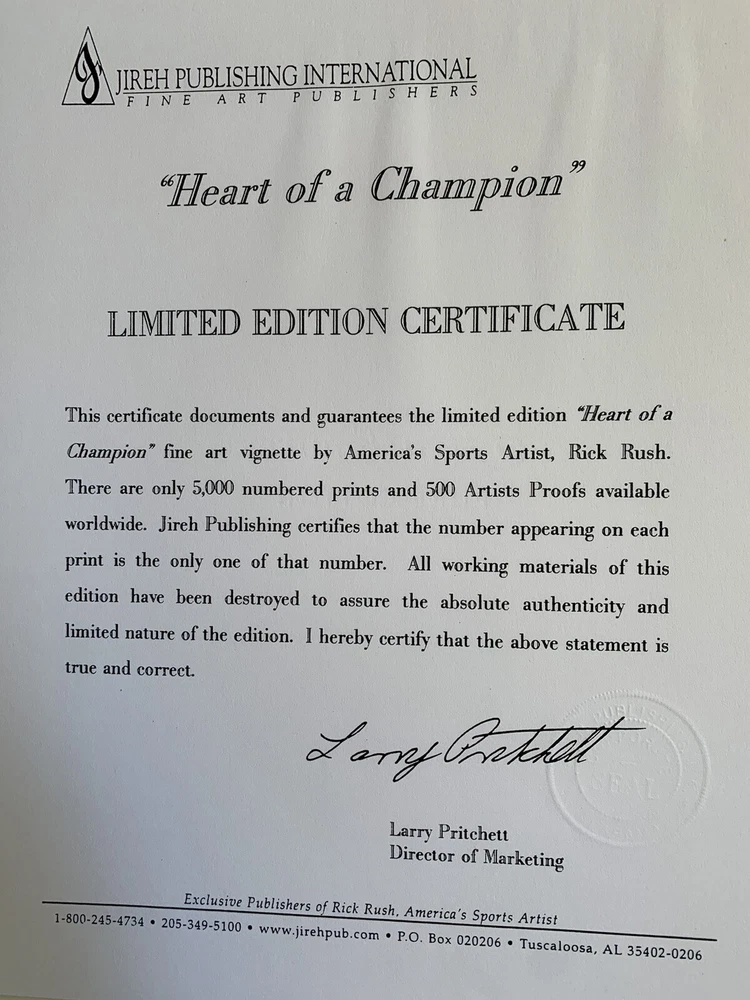 JIREH PUBLISHING INTERNATIONAL
FINE ART PUBLISHERS
“Heart of a Champion”
LIMITED EDITION CERTIFICATE
This certificate documents and guarantees the limited edition “Heart of a
Champion” fine art vignette by America's Sports Artist, Rick Rush.
There are only 5,000 numbered prints and 500 Artists Proofs available
worldwide. Jireh Publishing certifies that the number appearing on each
print is the only one of that number. All working materials of this
edition have been destroyed to assure the absolute authenticity and
limited nature of the edition. I hereby certify that the above statement is
true and correct.
Larry Pritchett
SEAL
Larry Pritchett
Director of Marketing
Exclusive Publishers of Rick Rush, America's Sports Artist
1-800-245-4734 • 205-349-5100 • www.jirehpub.com • P.O. Box 020206 • Tuscaloosa, AL 35402-0206